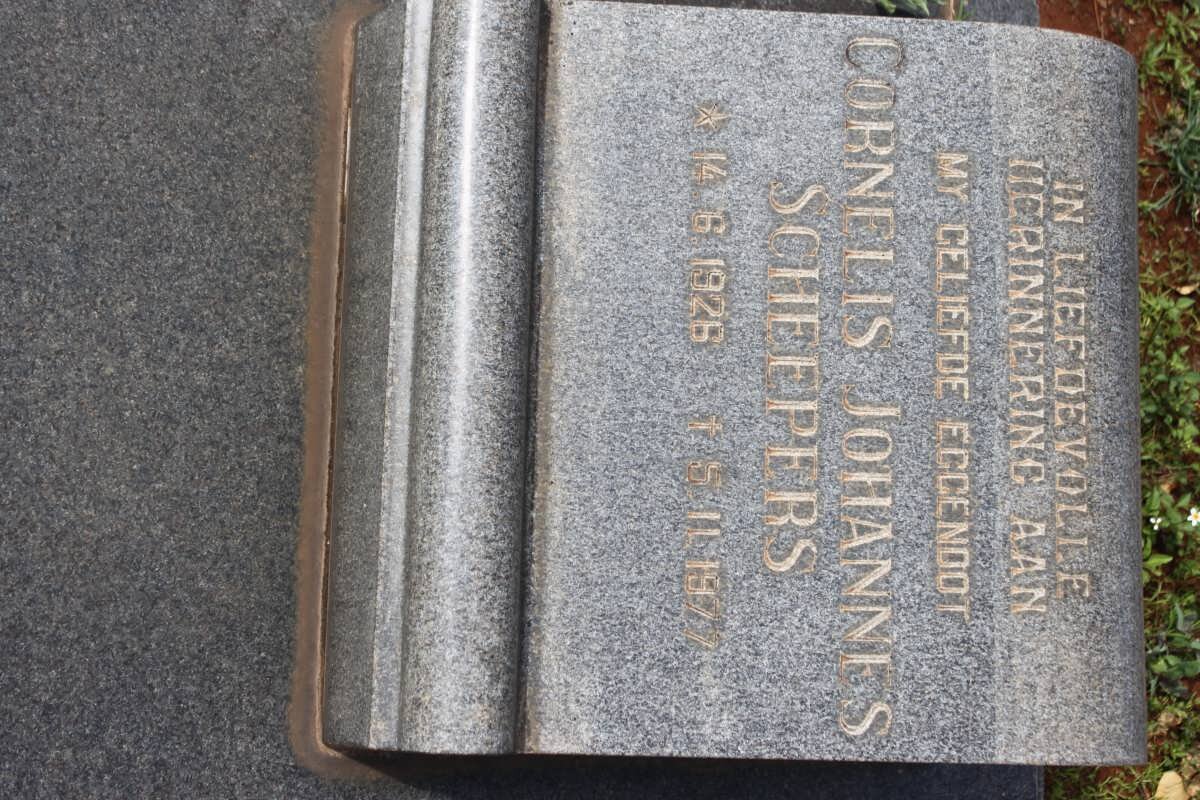 IN LIEFDEVOLLE
HERINNERING AAN
MY GELIEFDE EGGENOOT
CORNELIS JOHANNES
SCHEEPERS
* 14. 6. 1926 † 5. 11. 1977